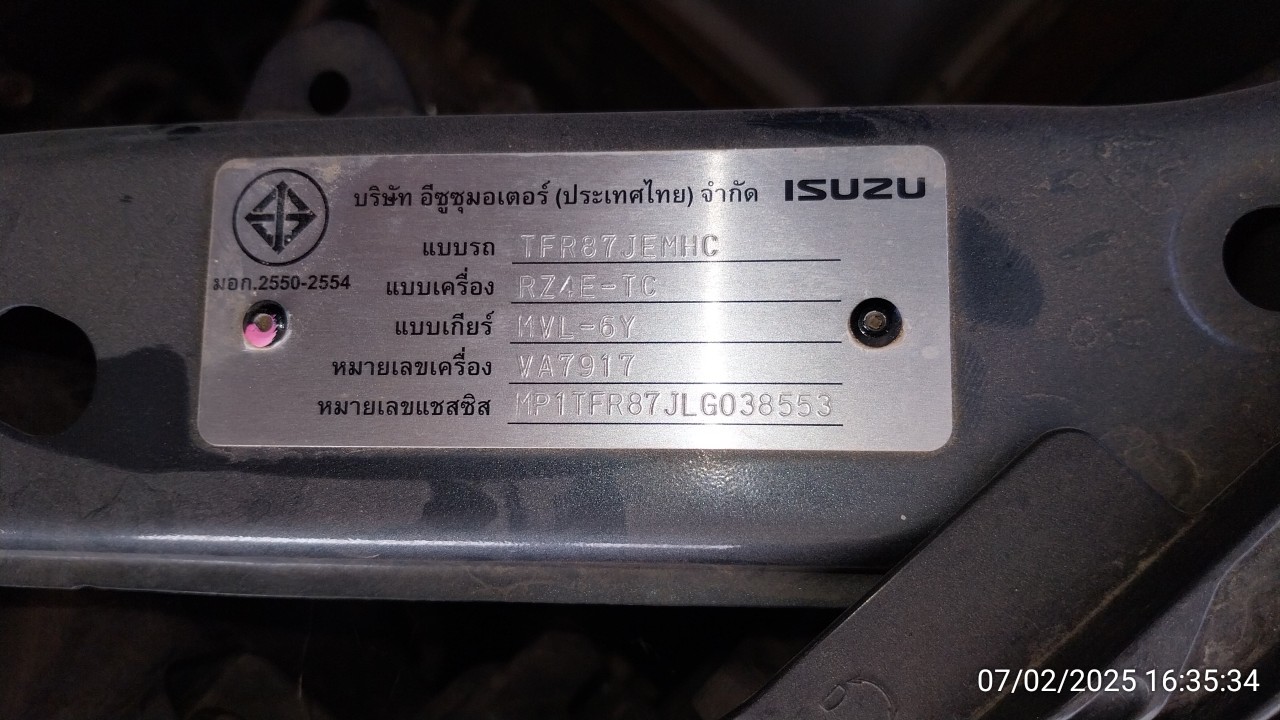 บริษัท อีซูซุมอเตอร์ (ประเทศไทย) จำกัด ISUZU
แบบรถ TFR87JEMHC
มอก.2550-2554
แบบเครื่อง RZ4E-TC
แบบเกียร์ MVL-6Y
หมายเลขเครื่อง VA7917
หมายเลขแชสซิส MP1TFR87JLG038553
07/02/2025 16:35:34